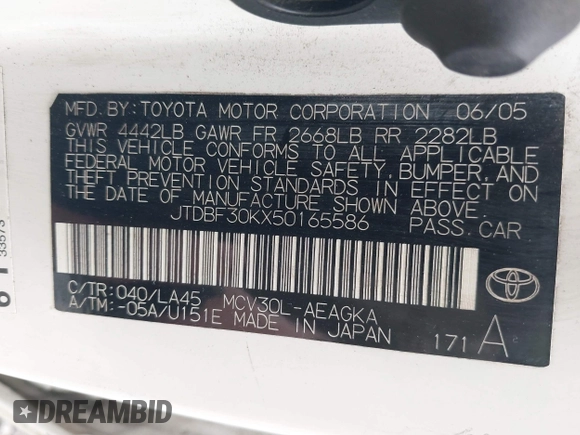 MFD. BY: TOYOTA MOTOR CORPORATION 06/05
GVWR 4442LB GAWR FR 2668LB RR 2282LB
THIS VEHICLE CONFORMS TO ALL APPLICABLE
FEDERAL MOTOR VEHICLE SAFETY, BUMPER, AND
THEFT PREVENTION STANDARDS IN EFFECT ON
THE DATE OF MANUFACTURE SHOWN ABOVE.
JTDBF30KX50165586 PASS. CAR
C/TR: 040/LA45 MCV30L-AEAGKA
A/TM: -05A/U151E MADE IN JAPAN
171 A
33573
DREAMBID